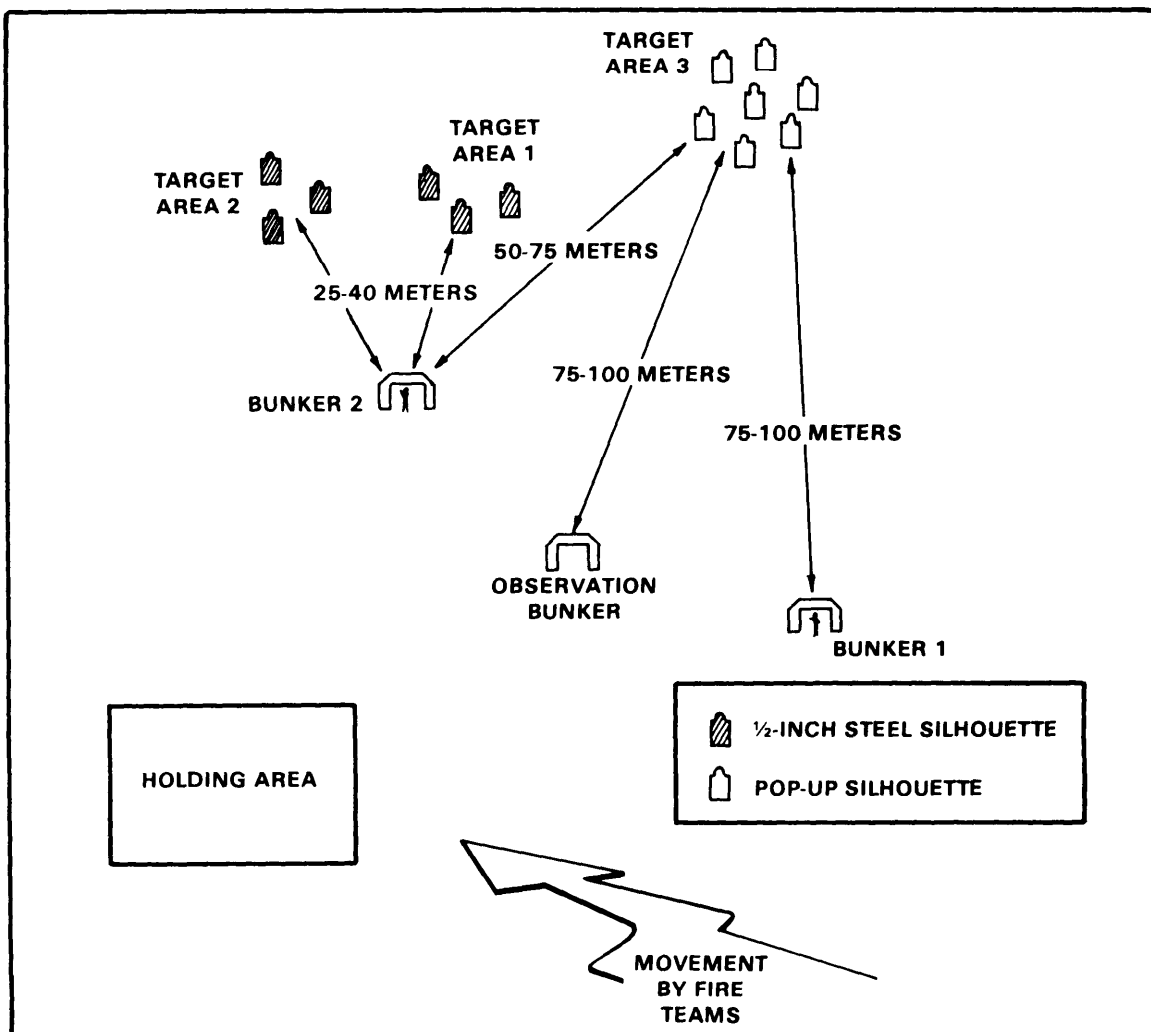 TARGET
AREA 3
TARGET
AREA 1
TARGET
AREA 2
50-75 METERS
25-40 METERS
75-100 METERS
BUNKER 2
75-100 METERS
OBSERVATION
BUNKER
BUNKER 1
½-INCH STEEL SILHOUETTE
HOLDING AREA
POP-UP SILHOUETTE
MOVEMENT
BY FIRE
TEAMS